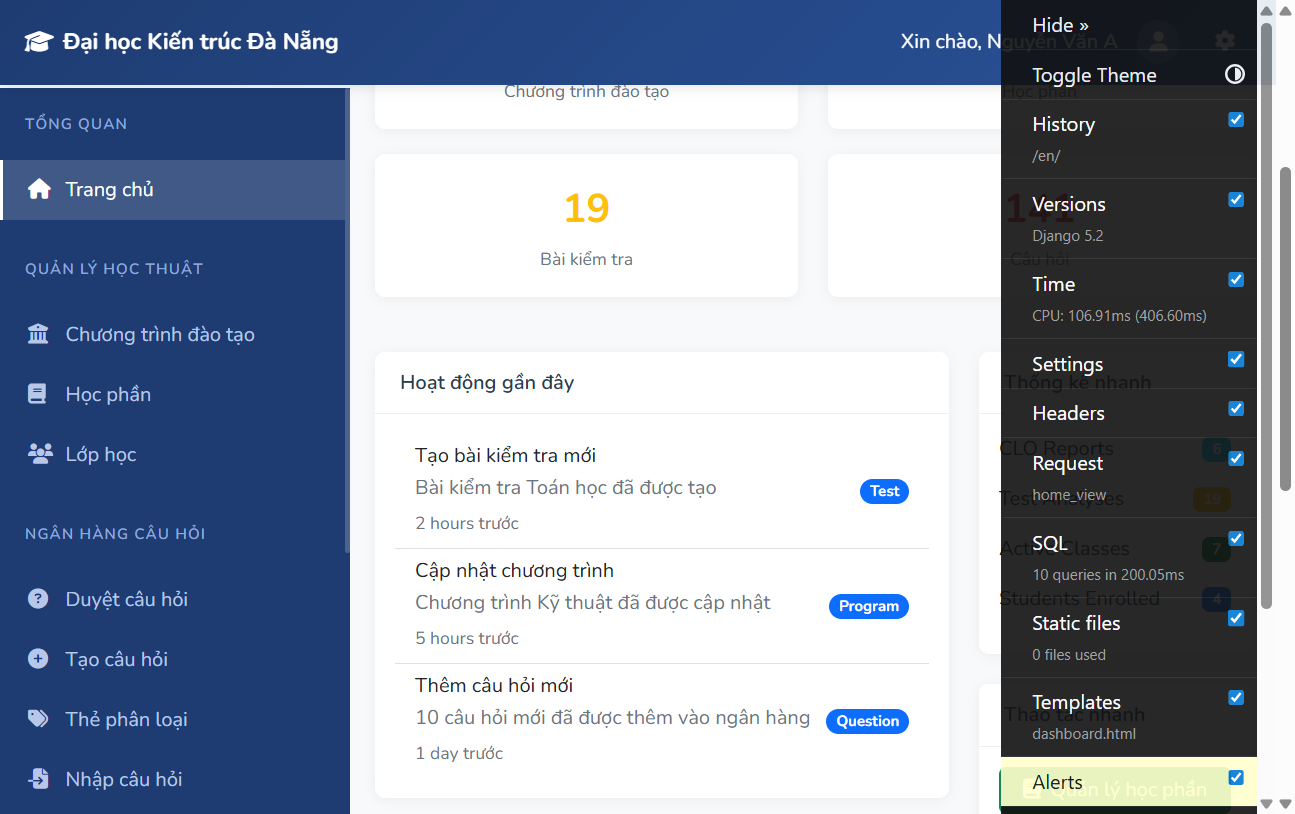 Đại học Kiến trúc Đà Nẵng
Xin chào, Nguyễn Văn A
TỔNG QUAN
Trang chủ
QUẢN LÝ HỌC THUẬT
Chương trình đào tạo
Học phần
Lớp học
NGÂN HÀNG CÂU HỎI
Duyệt câu hỏi
Tạo câu hỏi
Thẻ phân loại
Nhập câu hỏi
Chương trình đào tạo
Học phần
19
Bài kiểm tra
141
Câu hỏi
Hoạt động gần đây
Tạo bài kiểm tra mới
Bài kiểm tra Toán học đã được tạo
2 hours trước
Test
Cập nhật chương trình
Chương trình Kỹ thuật đã được cập nhật
5 hours trước
Program
Thêm câu hỏi mới
10 câu hỏi mới đã được thêm vào ngân hàng
1 day trước
Question
Thống kê nhanh
CLO Reports 6
Test Analyses 19
Active Classes 7
Students Enrolled 4
Thao tác nhanh
Quản lý học phần
Hide »
Toggle Theme
History
/en/
Versions
Django 5.2
Time
CPU: 106.91ms (406.60ms)
Settings
Headers
Request
home_view
SQL
10 queries in 200.05ms
Static files
0 files used
Templates
dashboard.html
Alerts